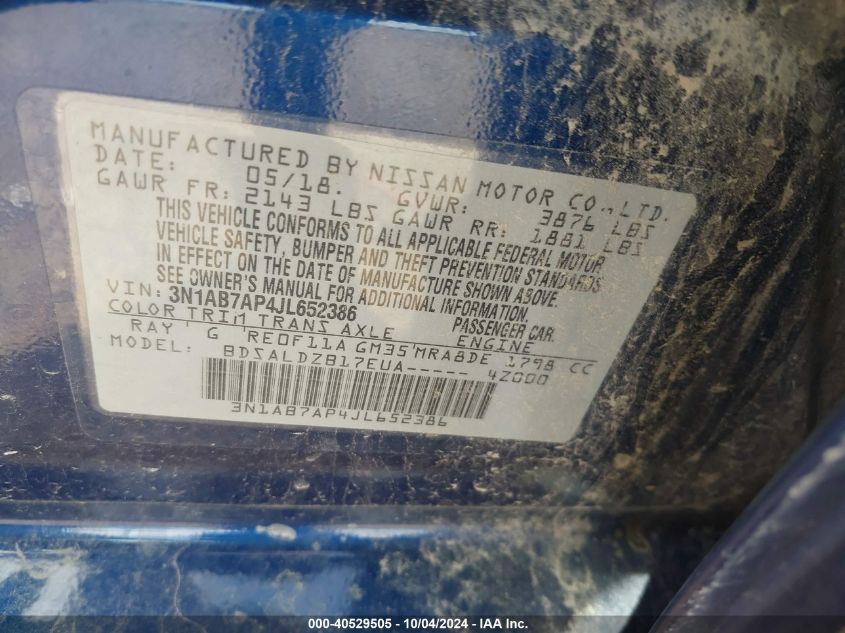 MANUFACTURED BY NISSAN MOTOR CO.,LTD.
DATE: 05/18. GVWR: 3876 LBS
GAWR FR: 2143 LBS GAWR RR: 1881 LBS
THIS VEHICLE CONFORMS TO ALL APPLICABLE FEDERAL MOTOR
VEHICLE SAFETY, BUMPER AND THEFT PREVENTION STANDARDS
IN EFFECT ON THE DATE OF MANUFACTURE SHOWN ABOVE.
SEE OWNER'S MANUAL FOR ADDITIONAL INFORMATION.
VIN: 3N1AB7AP4JL652386 PASSENGER CAR.
COLOR TRIM TRANS AXLE ENGINE
RAY ' G ' RE0F11A GM35'MRA8DE 1798 CC
MODEL: BDSALDZB17EUA----- 4Z000
3N1AB7AP4JL652386
000-40529505 - 10/04/2024 - IAA Inc.